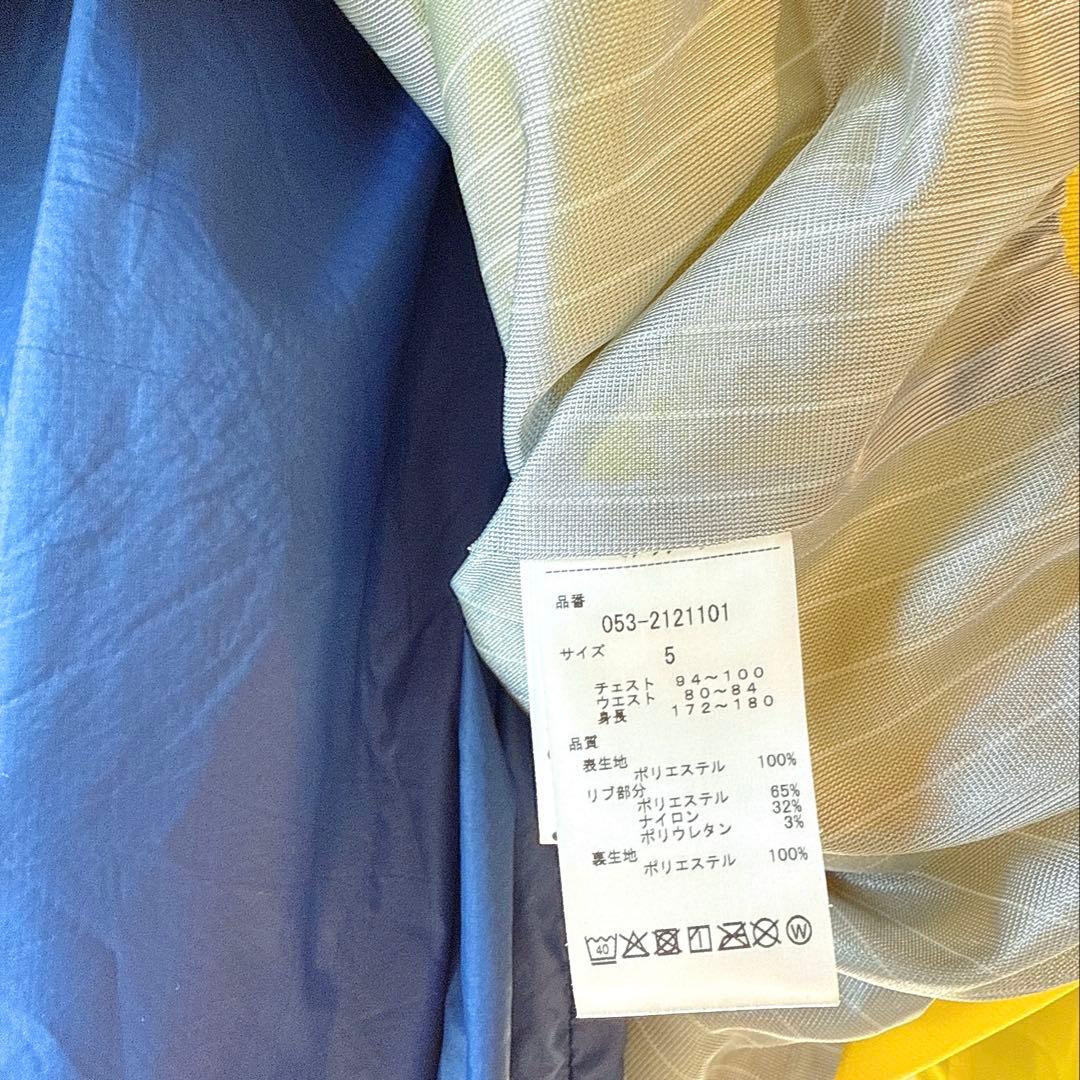 品番
053-2121101
サイズ 5
チェスト 94～100
ウエスト 80～84
身長 172～180
品質
表生地
ポリエステル 100%
リブ部分
ポリエステル 65%
ナイロン 32%
ポリウレタン 3%
裏生地
ポリエステル 100%
40 W